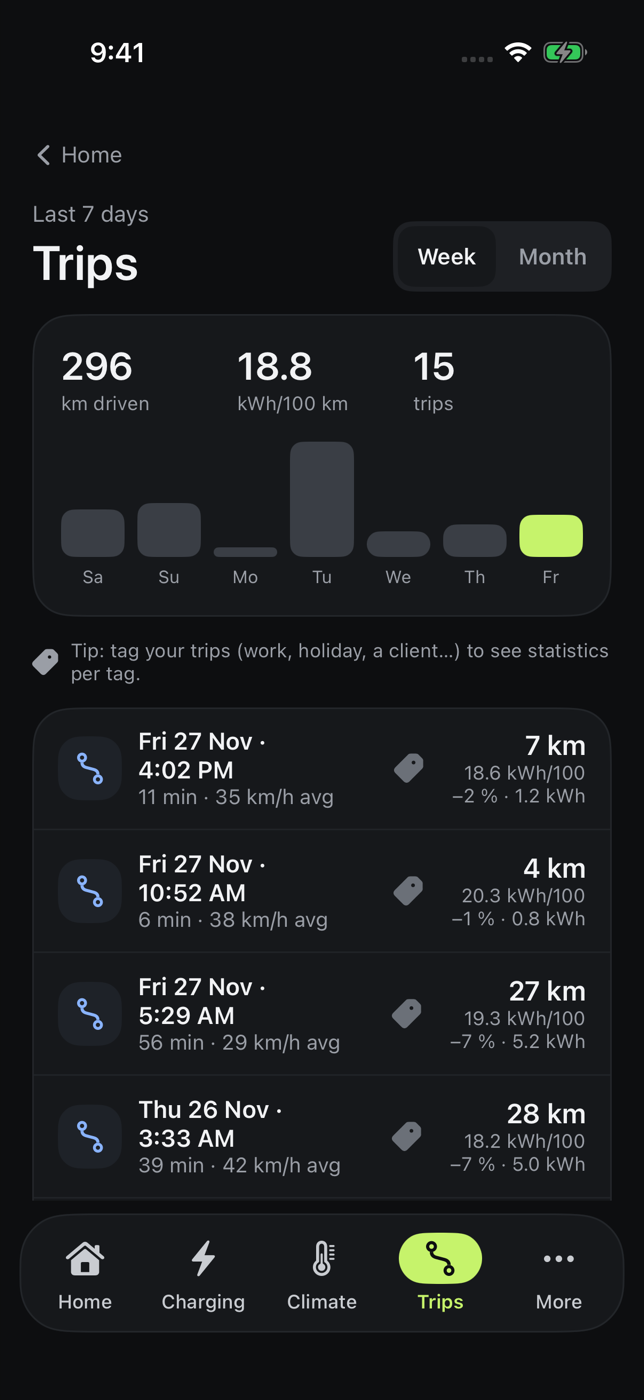 9:41
Home
Last 7 days
Trips
Week
Month
296
18.8
15
km driven
kWh/100 km
trips
Sa
Su
Mo
Tu
We
Th
Fr
Tip: tag your trips (work, holiday, a client...) to see statistics
per tag.
Fri 27 Nov ·
4:02 PM
11 min · 35 km/h avg
7 km
18.6 kWh/100
−2 % · 1.2 kWh
Fri 27 Nov ·
10:52 AM
6 min · 38 km/h avg
4 km
20.3 kWh/100
−1 % · 0.8 kWh
Fri 27 Nov ·
5:29 AM
56 min · 29 km/h avg
27 km
19.3 kWh/100
−7 % · 5.2 kWh
Thu 26 Nov ·
3:33 AM
39 min · 42 km/h avg
28 km
18.2 kWh/100
−7 % · 5.0 kWh
Home
Charging
Climate
Trips
More